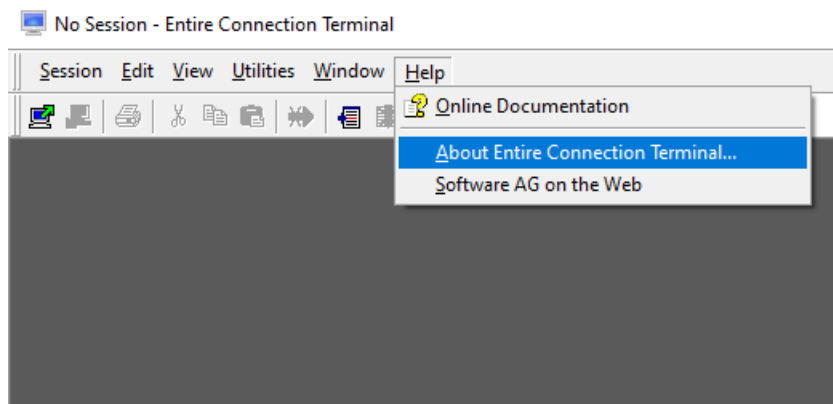 No Session - Entire Connection Terminal
Session Edit View Utilities Window Help
Online Documentation
About Entire Connection Terminal...
Software AG on the Web